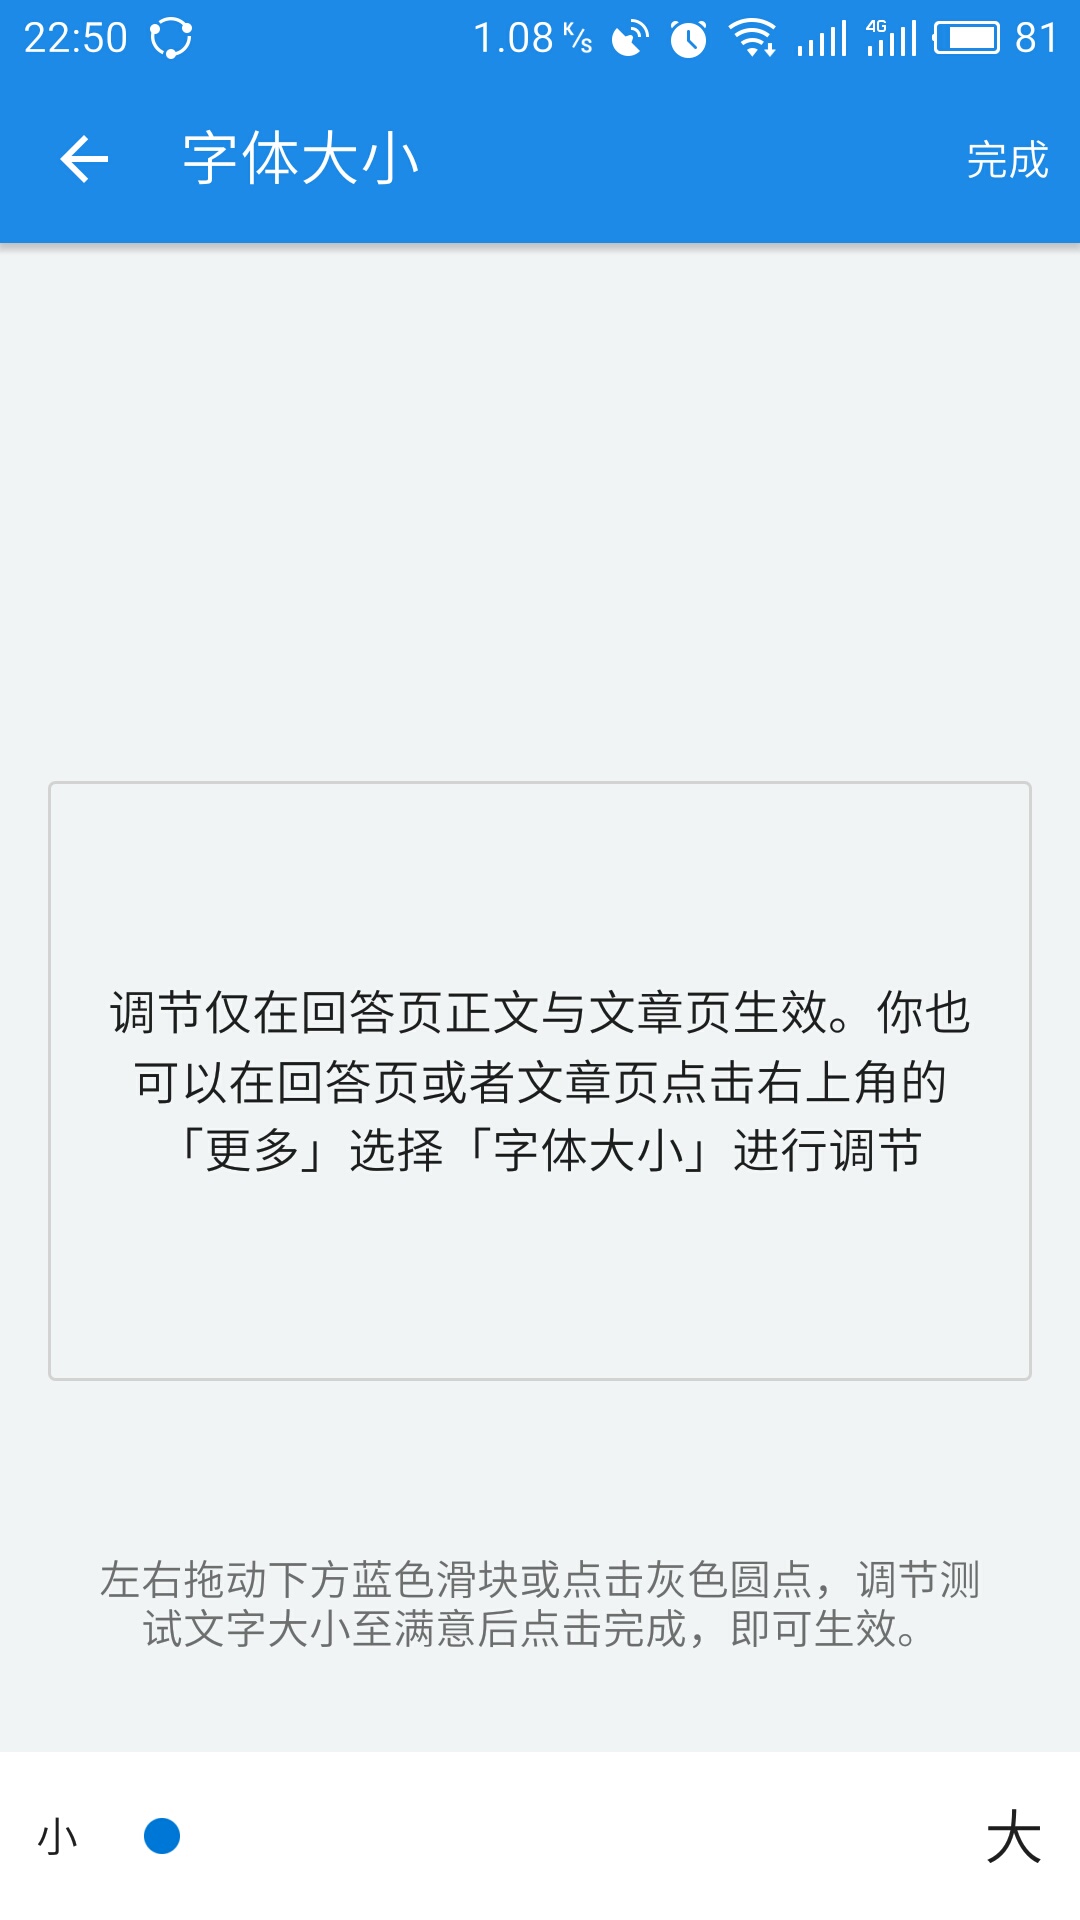 22:50 1.08 K/s 4G 81
字体大小 完成
调节仅在回答页正文与文章页生效。你也
可以在回答页或者文章页点击右上角的
「更多」选择「字体大小」进行调节
左右拖动下方蓝色滑块或点击灰色圆点，调节测
试文字大小至满意后点击完成，即可生效。
小 大